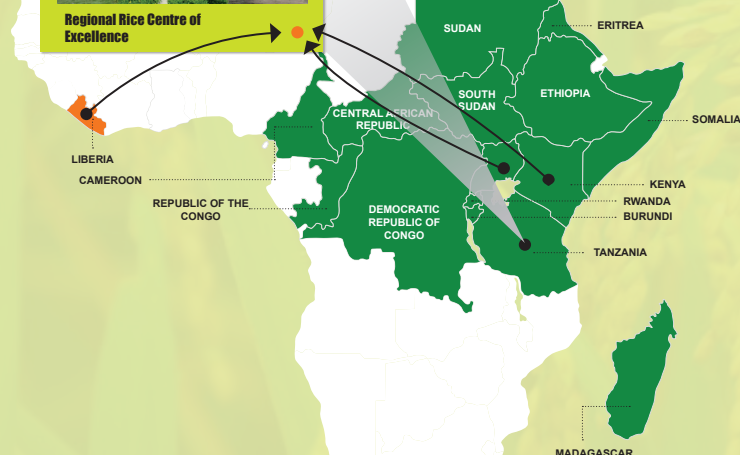 Regional Rice Centre of
Excellence
SUDAN
ERITREA
SOUTH
SUDAN
ETHIOPIA
CENTRAL AFRICAN
REPUBLIC
SOMALIA
LIBERIA
CAMEROON
KENYA
REPUBLIC OF THE
CONGO
RWANDA
DEMOCRATIC
REPUBLIC OF
CONGO
BURUNDI
TANZANIA
MADAGASCAR